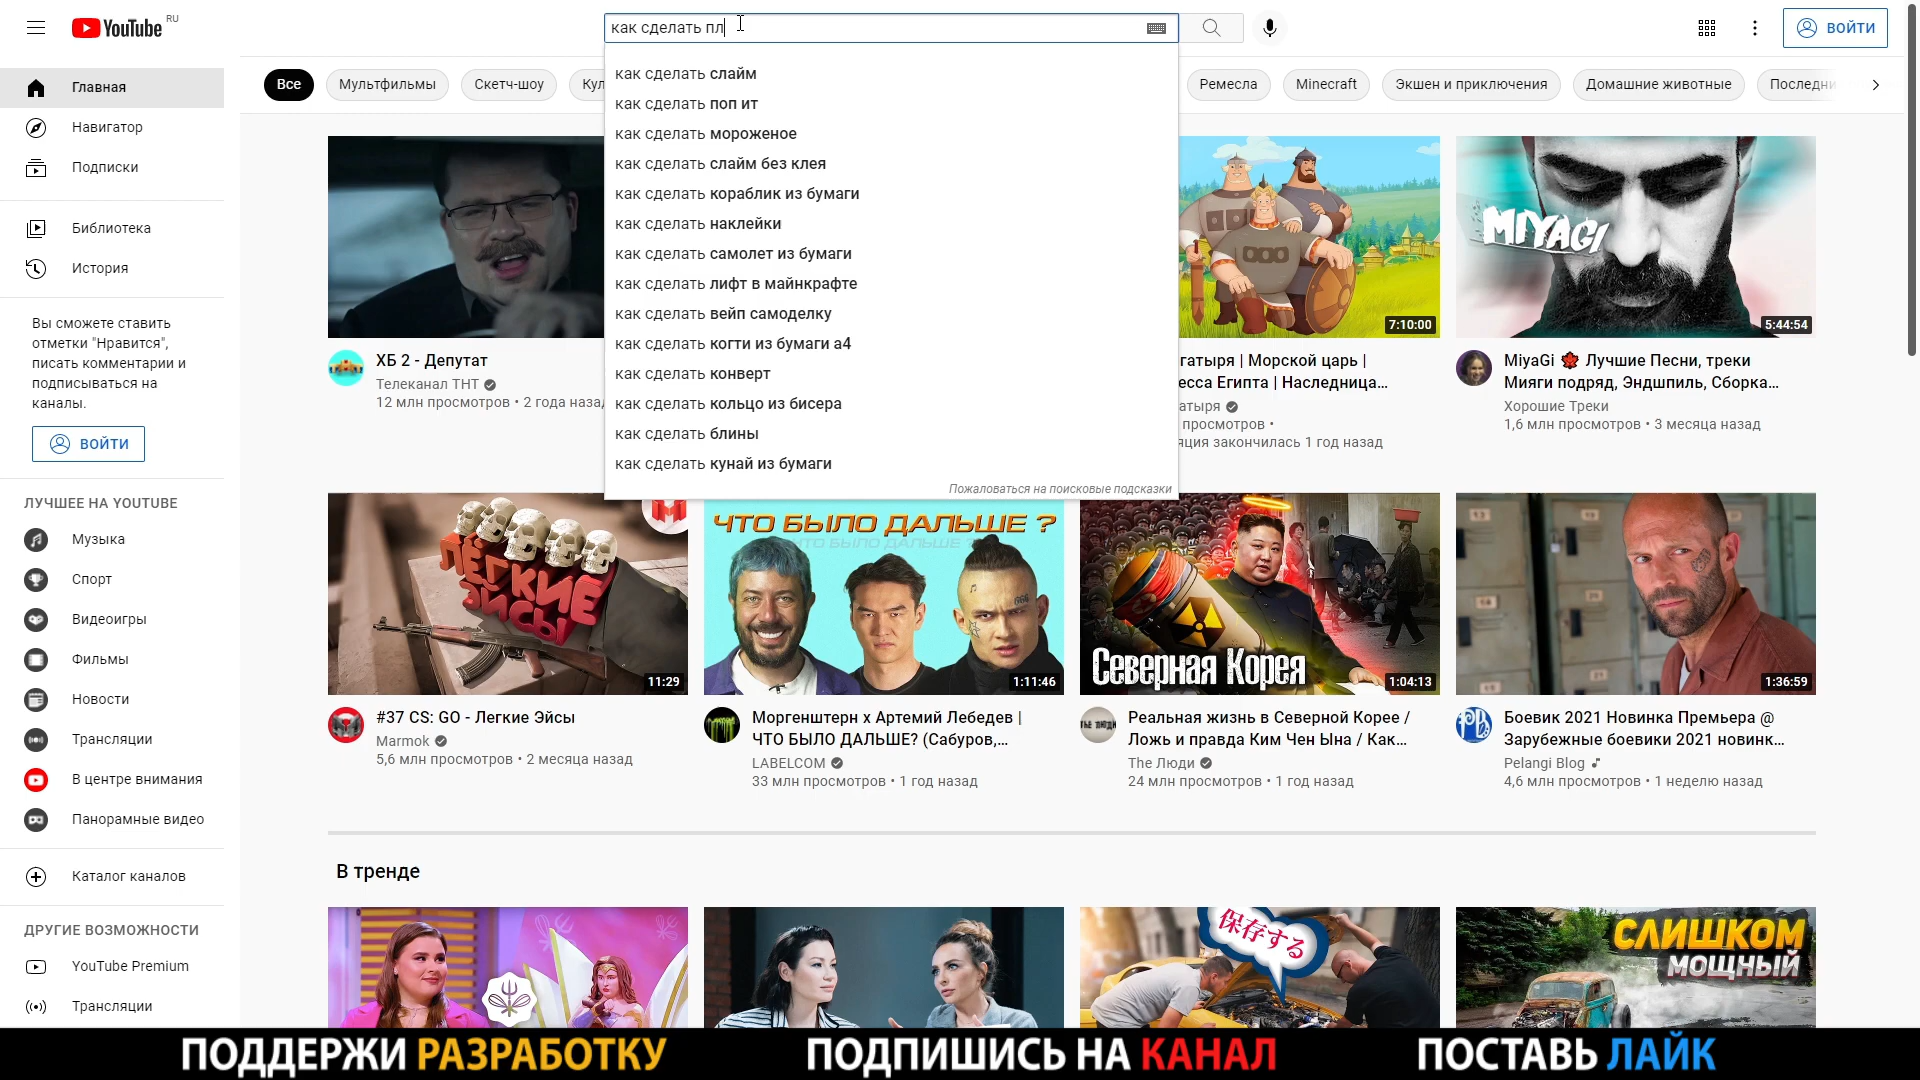 YouTube RU
как сделать пл
ВОЙТИ
Главная
Навигатор
Подписки
Библиотека
История
Вы сможете ставить
отметки "Нравится",
писать комментарии и
подписываться на
каналы.
ВОЙТИ
ЛУЧШЕЕ НА YOUTUBE
Музыка
Спорт
Видеоигры
Фильмы
Новости
Трансляции
В центре внимания
Панорамные видео
Каталог каналов
ДРУГИЕ ВОЗМОЖНОСТИ
YouTube Premium
Трансляции
Все
Мультфильмы
Скетч-шоу
Кул
Ремесла
Minecraft
Экшен и приключения
Домашние животные
Последни
как сделать слайм
как сделать поп ит
как сделать мороженое
как сделать слайм без клея
как сделать кораблик из бумаги
как сделать наклейки
как сделать самолет из бумаги
как сделать лифт в майнкрафте
как сделать вейп самоделку
как сделать когти из бумаги а4
как сделать конверт
как сделать кольцо из бисера
как сделать блины
как сделать кунай из бумаги
Пожаловаться на поисковые подсказки
ХБ 2 - Депутат
Телеканал ТНТ
12 млн просмотров • 2 года назад
7:10:00
гатыря | Морской царь |
есса Египта | Наследница...
атыря
просмотров •
яция закончилась 1 год назад
MIYAGI
5:44:54
MiyaGi 🍁 Лучшие Песни, треки
Мияги подряд, Эндшпиль, Сборка...
Хорошие Треки
1,6 млн просмотров • 3 месяца назад
ЛЁГКИЕ
ЭЙСЫ
11:29
#37 CS: GO - Легкие Эйсы
Marmok
5,6 млн просмотров • 2 месяца назад
ЧТО БЫЛО ДАЛЬШЕ ?
ЧТО БЫЛО ДАЛЬШЕ ?
1:11:46
Моргенштерн х Артемий Лебедев |
ЧТО БЫЛО ДАЛЬШЕ? (Сабуров,...
LABELCOM
33 млн просмотров • 1 год назад
Северная Корея
1:04:13
Реальная жизнь в Северной Корее /
Ложь и правда Ким Чен Ына / Как...
The Люди
24 млн просмотров • 1 год назад
1:36:59
Боевик 2021 Новинка Премьера @
Зарубежные боевики 2021 новинк...
Pelangi Blog
4,6 млн просмотров • 1 неделю назад
В тренде
保存する
СЛИШКОМ
МОЩНЫЙ
ПОДДЕРЖИ РАЗРАБОТКУ
ПОДПИШИСЬ НА КАНАЛ
ПОСТАВЬ ЛАЙК